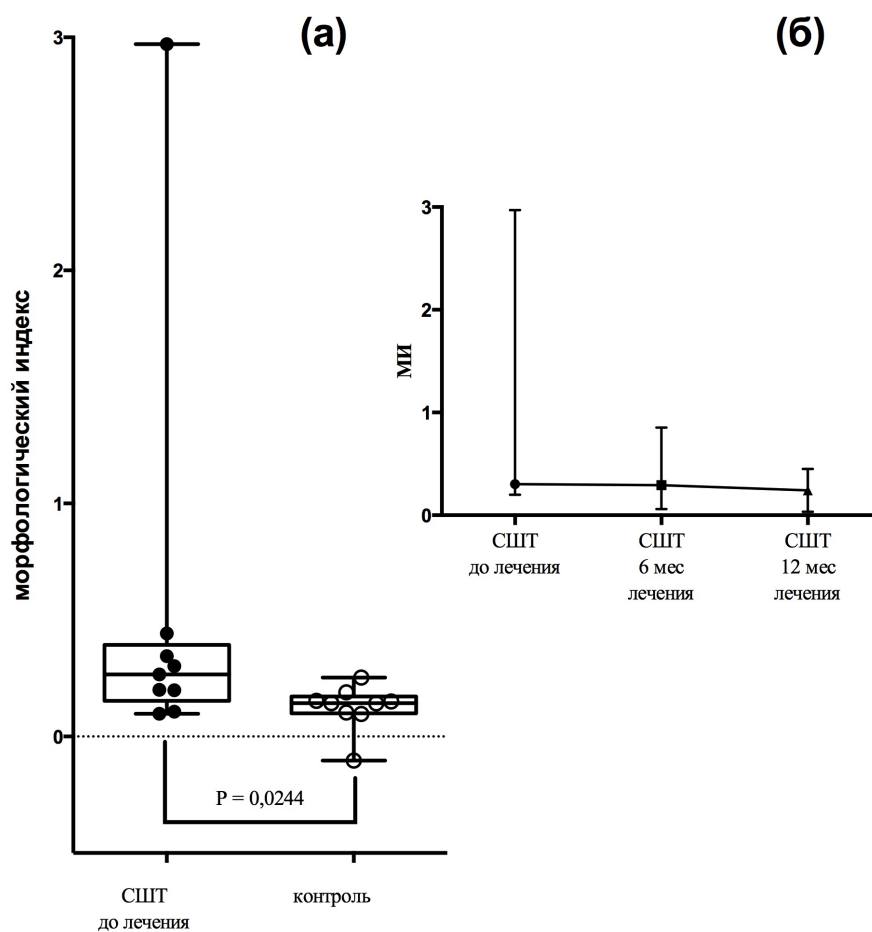 (а)
3
2
1
0
морфологический индекс
P = 0,0244
СШТ
до лечения
контроль
(б)
3
2
1
0
МИ
СШТ
до лечения
СШТ
6 мес
лечения
СШТ
12 мес
лечения